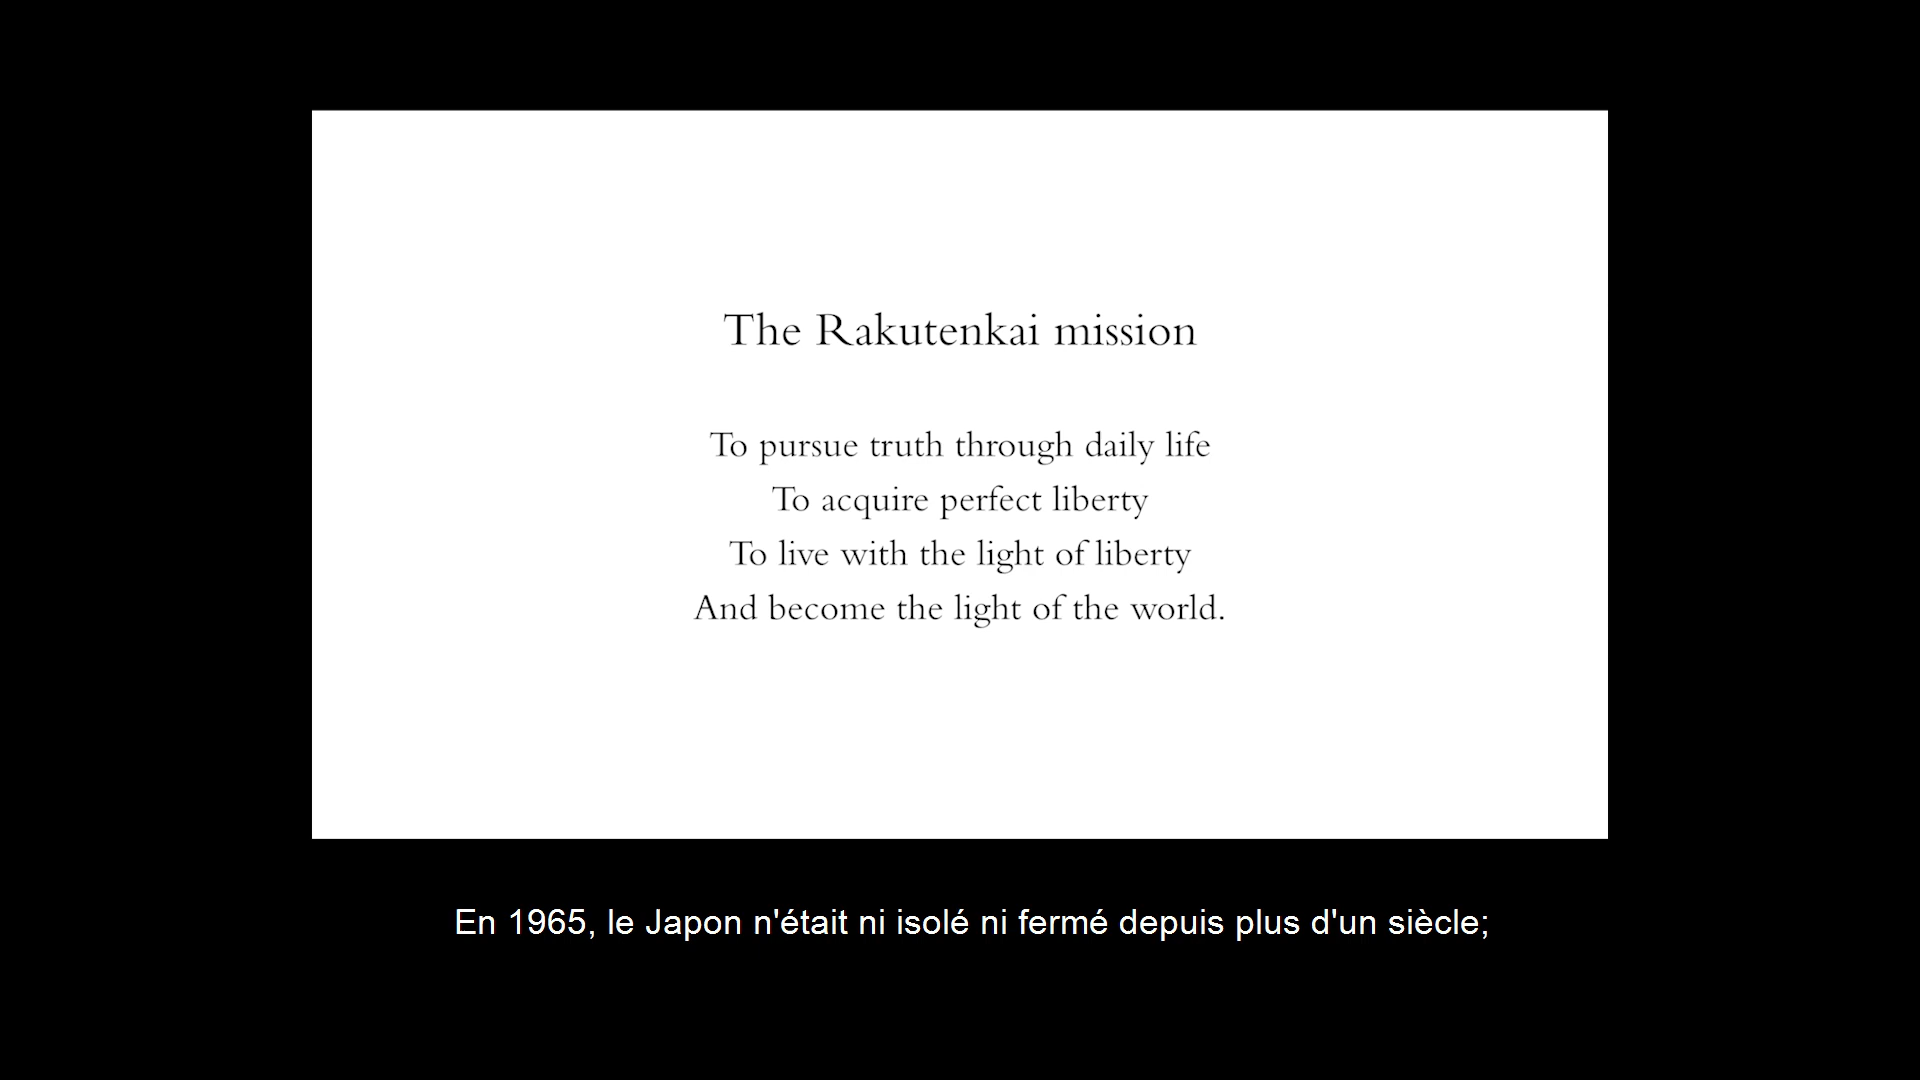 The Rakutenkai mission
To pursue truth through daily life
To acquire perfect liberty
To live with the light of liberty
And become the light of the world.
En 1965, le Japon n'était ni isolé ni fermé depuis plus d'un siècle;